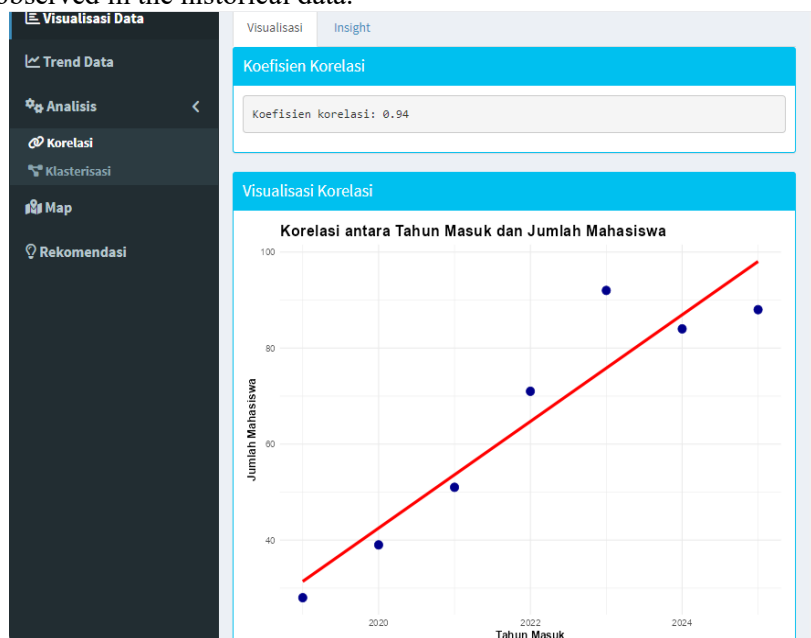 observed in the historical data.
Visualisasi Data
Trend Data
Analisis
Korelasi
Klasterisasi
Map
Rekomendasi
Visualisasi
Insight
Koefisien Korelasi
Koefisien korelasi: 0.94
Visualisasi Korelasi
Korelasi antara Tahun Masuk dan Jumlah Mahasiswa
100
80
60
40
Jumlah Mahasiswa
2020
2022
2024
Tahun Masuk